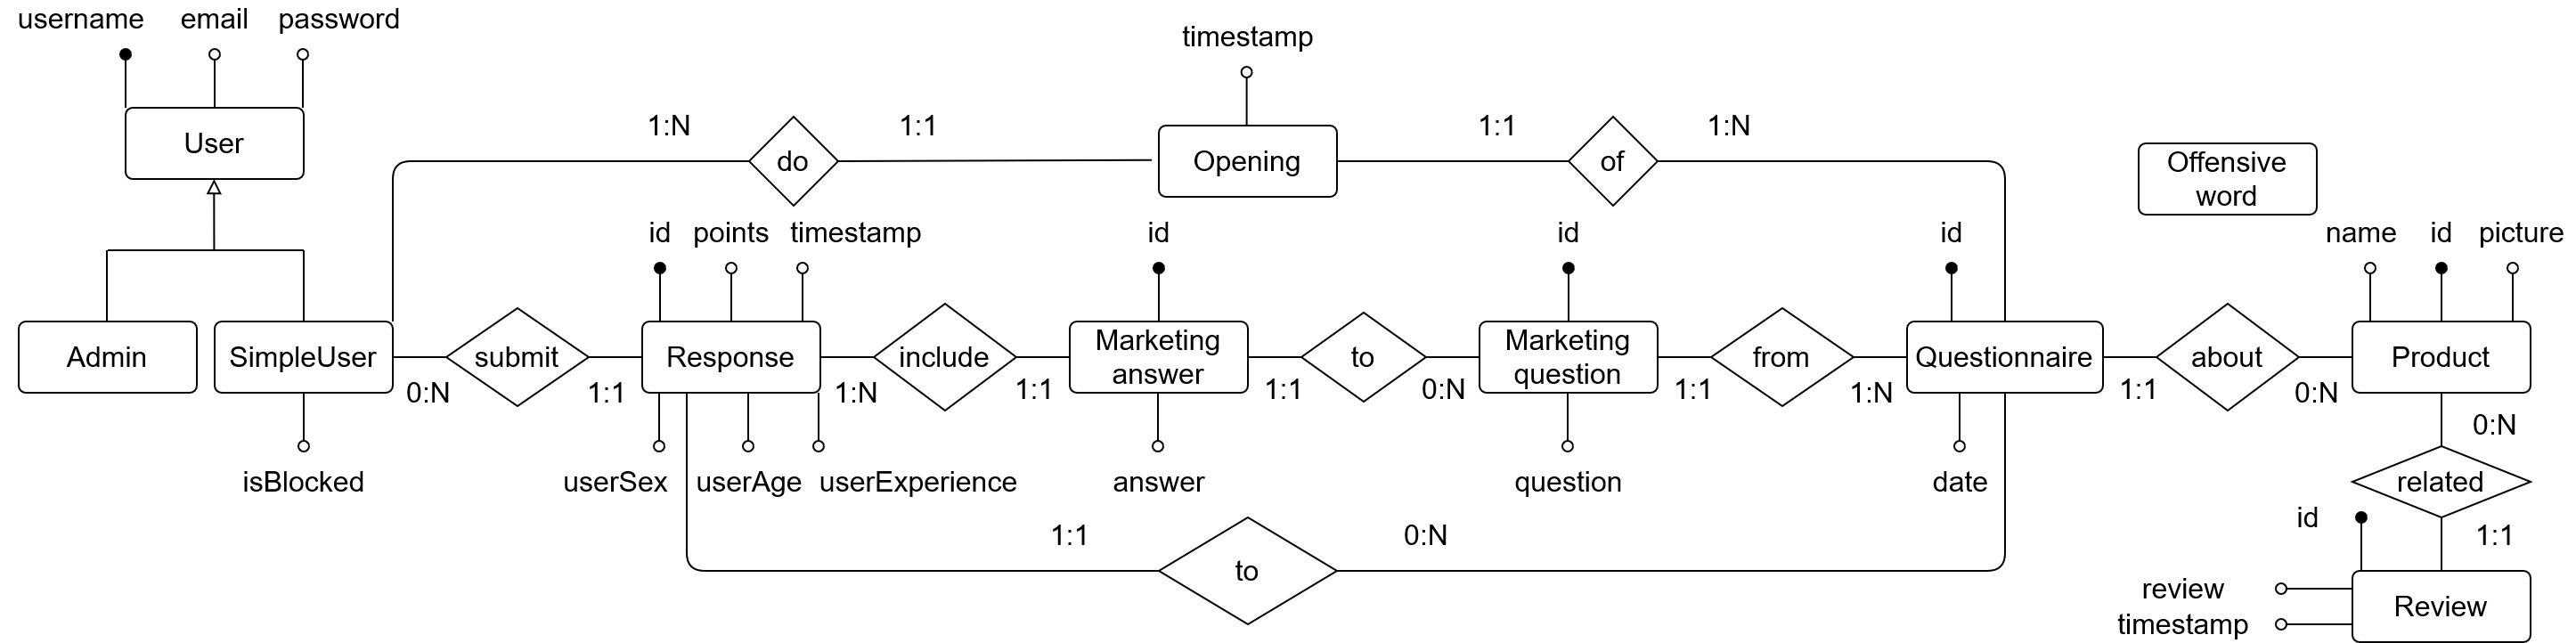 username email password
timestamp
User
1:N do 1:1
Opening
1:1 of 1:N
Offensive
word
id points timestamp
id
id
id
name id picture
Admin
SimpleUser
0:N submit 1:1
Response
1:N include 1:1
Marketing
answer
1:1 to 0:N
Marketing
question
1:1 from 1:N
Questionnaire
1:1 about 0:N
Product
isBlocked
userSex userAge userExperience
answer
question
date
0:N
related
1:1
1:1 to 0:N
id
review
timestamp
Review